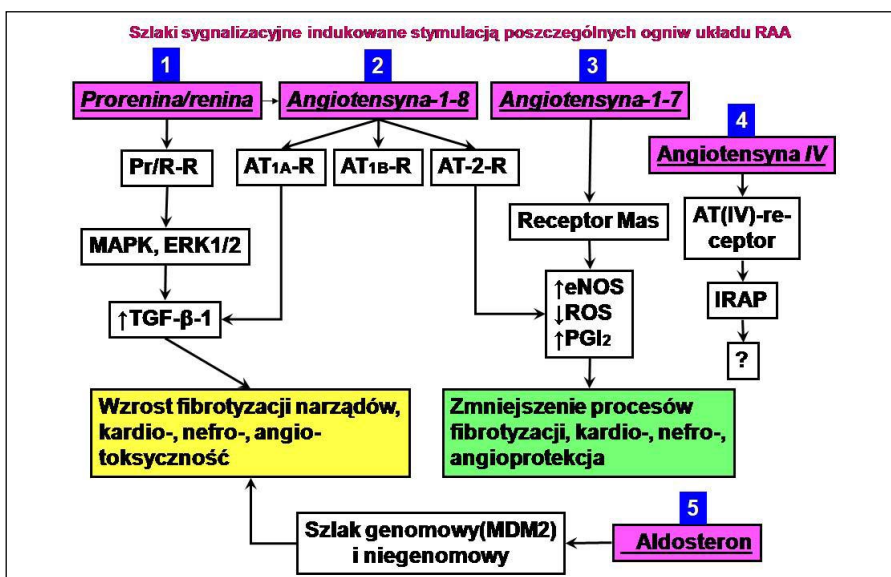 Szlaki sygnalizacyjne indukowane stymulacją poszczególnych ogniw układu RAA
1
2
3
Prorenina/renina
Angiotensyna-1-8
Angiotensyna-1-7
4
Angiotensyna IV
Pr/R-R
AT1A-R
AT1B-R
AT-2-R
AT(IV)-re-
ceptor
Receptor Mas
MAPK, ERK1/2
↑eNOS
↓ROS
↑PGI2
IRAP
↑TGF-β-1
?
Wzrost fibrotyzacji narządów,
kardio-, nefro-, angio-
toksyczność
Zmniejszenie procesów
fibrotyzacji, kardio-, nefro-,
angioprotekcja
5
Szlak genomowy(MDM2)
i niegenomowy
Aldosteron